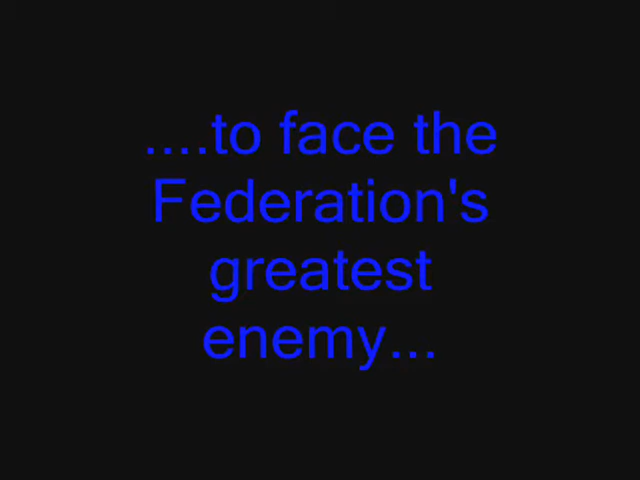 ....to face the
Federation's
greatest
enemy...